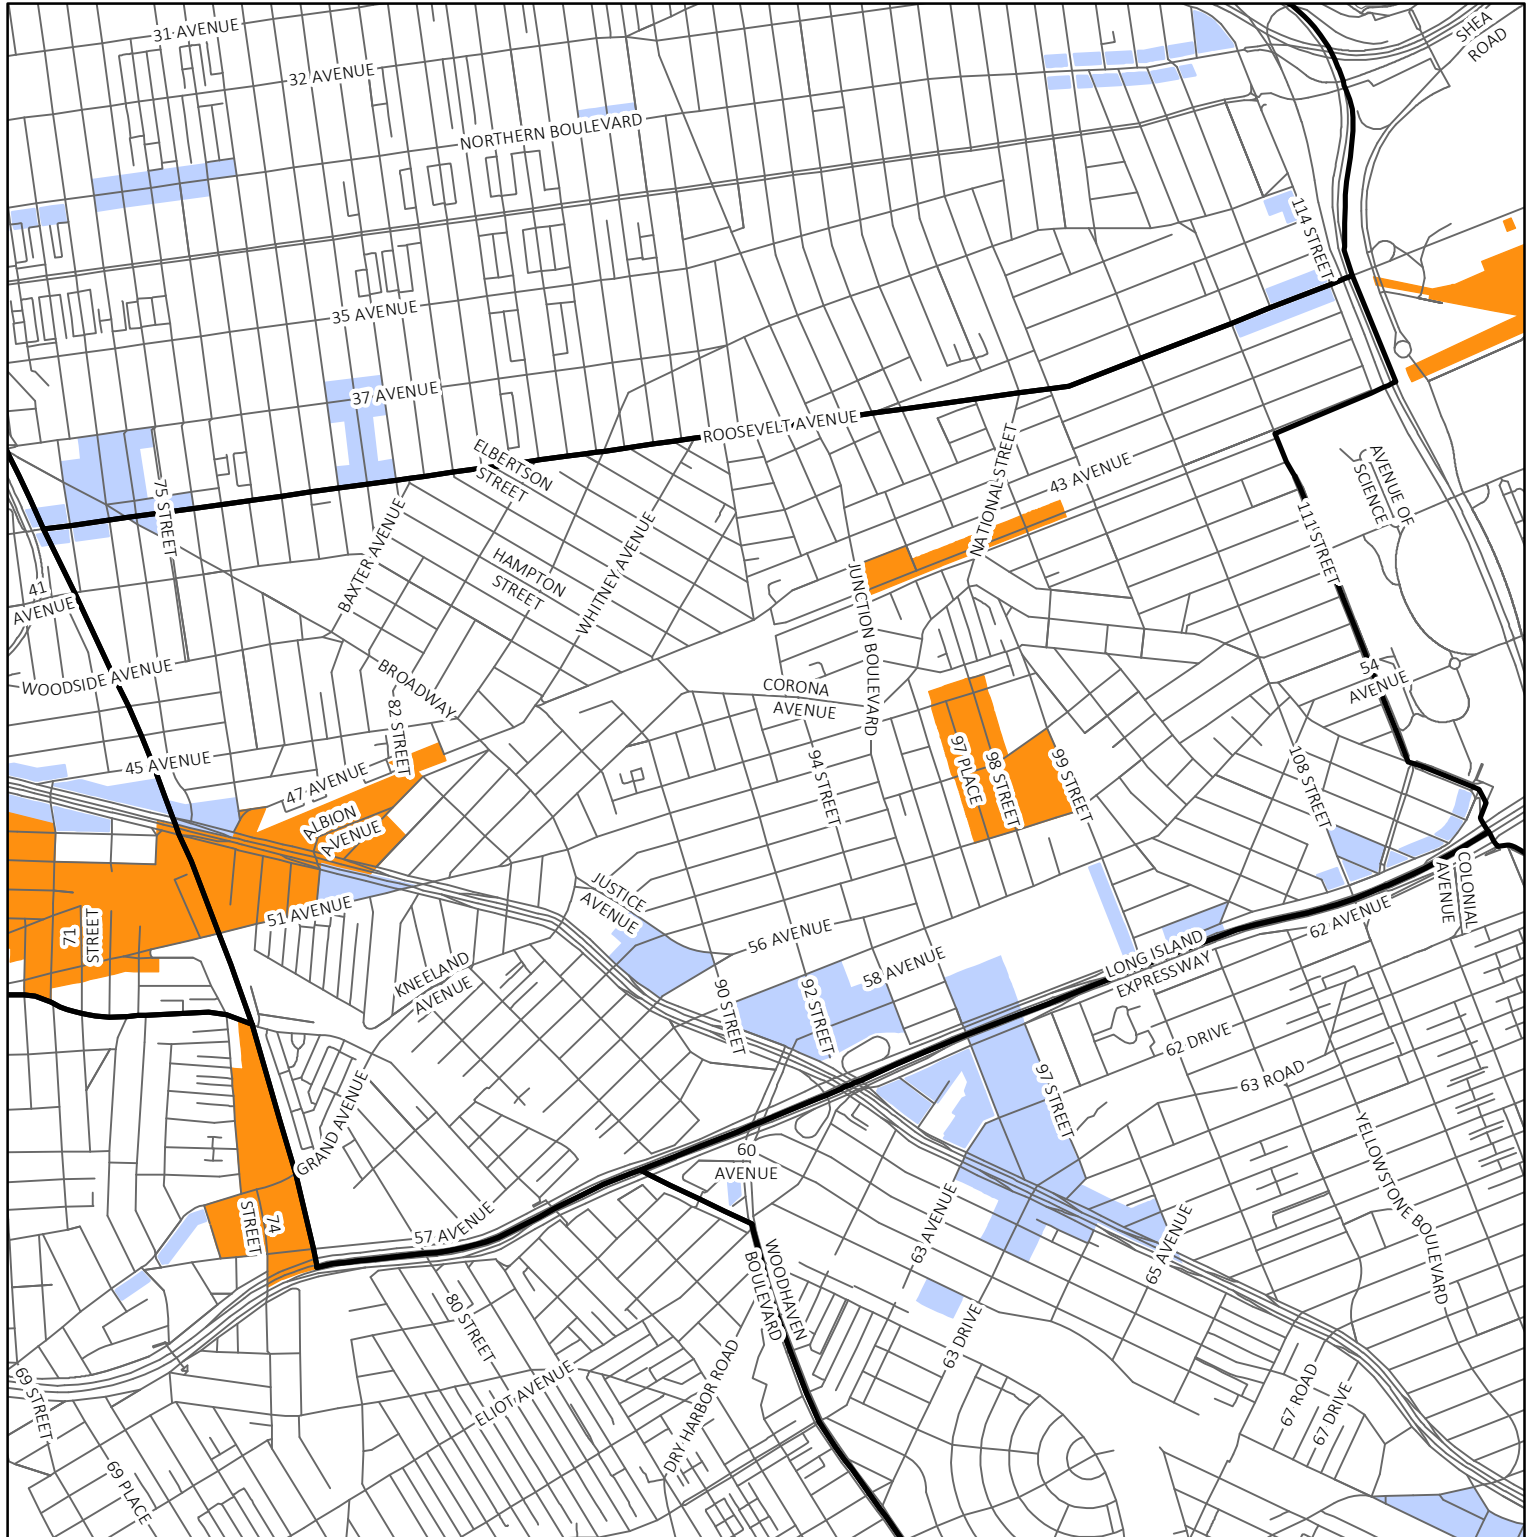 31 AVENUE
SHEA
ROAD
32 AVENUE
NORTHERN BOULEVARD
114 STREET
35 AVENUE
37 AVENUE
ROOSEVELT AVENUE
ELBERTSON
STREET
NATIONAL STREET
43 AVENUE
AVENUE OF
SCIENCE
75 STREET
BAXTER AVENUE
HAMPTON
STREET
WHITNEY AVENUE
111 STREET
41
AVENUE
JUNCTION BOULEVARD
WOODSIDE AVENUE
BROADWAY
82 STREET
CORONA
AVENUE
54
AVENUE
45 AVENUE
47 AVENUE
ALBION
AVENUE
94 STREET
97 PLACE
98 STREET
99 STREET
108 STREET
JUSTICE
AVENUE
COLONIAL
AVENUE
51 AVENUE
71
STREET
56 AVENUE
58 AVENUE
LONG ISLAND
EXPRESSWAY
62 AVENUE
KNEELAND
AVENUE
90 STREET
92 STREET
62 DRIVE
63 ROAD
97 STREET
GRAND AVENUE
60
AVENUE
YELLOWSTONE BOULEVARD
74
STREET
57 AVENUE
63 AVENUE
65 AVENUE
WOODHAVEN
BOULEVARD
80 STREET
63 DRIVE
DRY HARBOR ROAD
ELIOT AVENUE
69 STREET
67 ROAD
67 DRIVE
69 PLACE